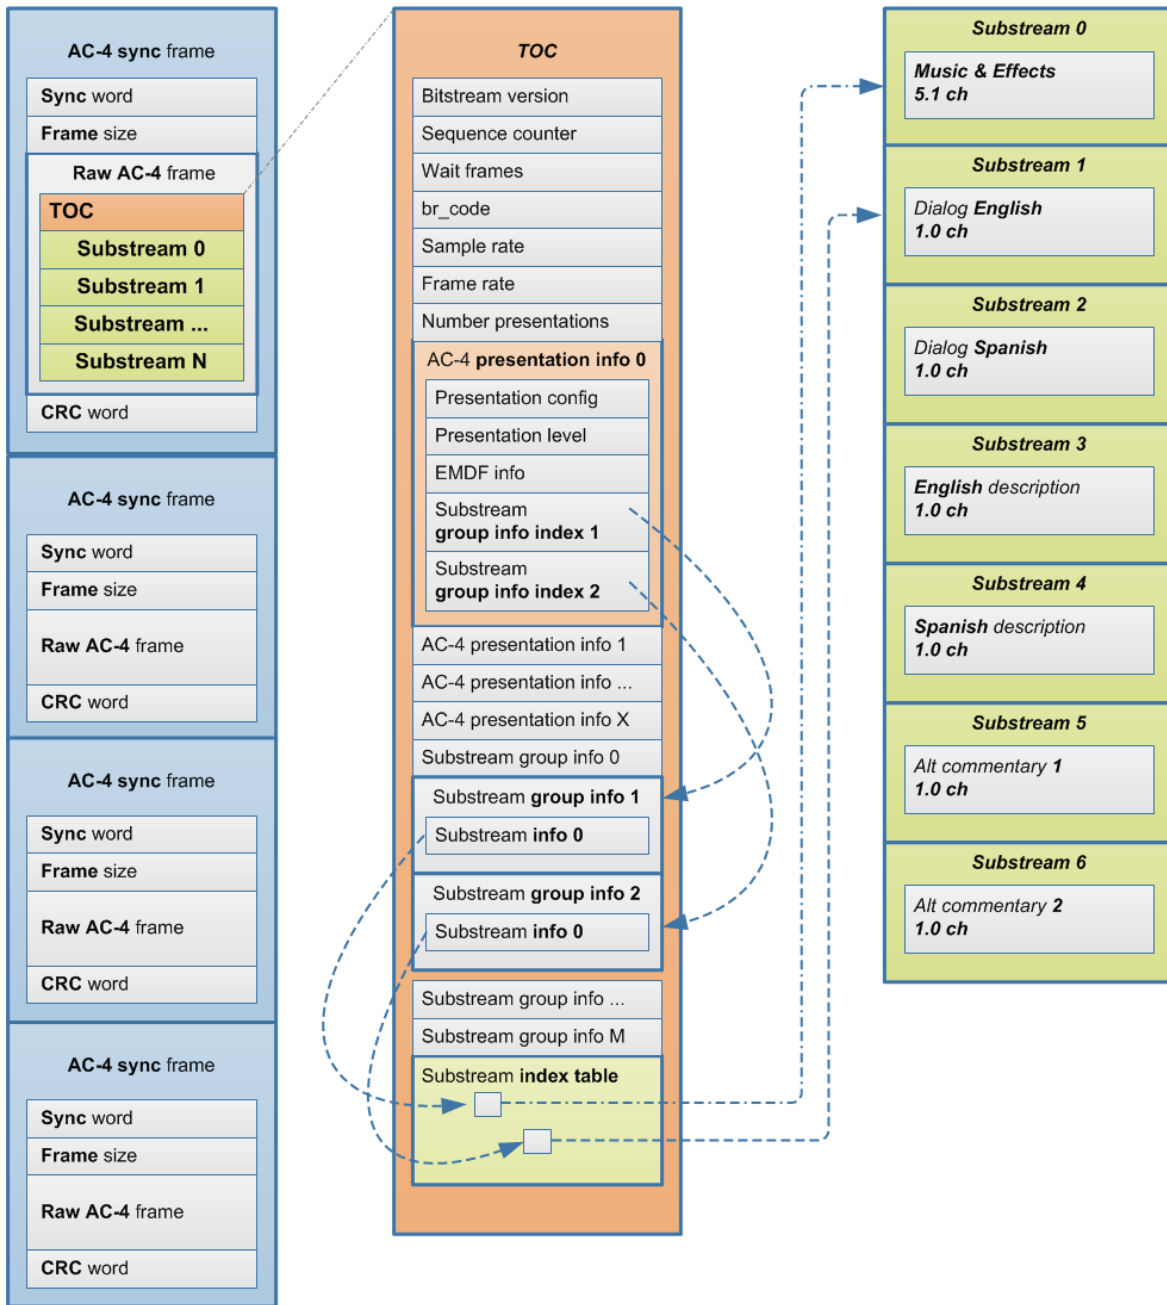 AC-4 sync frame
Sync word
Frame size
Raw AC-4 frame
TOC
Substream 0
Substream 1
Substream ...
Substream N
CRC word
AC-4 sync frame
Sync word
Frame size
Raw AC-4 frame
CRC word
AC-4 sync frame
Sync word
Frame size
Raw AC-4 frame
CRC word
AC-4 sync frame
Sync word
Frame size
Raw AC-4 frame
CRC word
TOC
Bitstream version
Sequence counter
Wait frames
br_code
Sample rate
Frame rate
Number presentations
AC-4 presentation info 0
Presentation config
Presentation level
EMDF info
Substream
group info index 1
Substream
group info index 2
AC-4 presentation info 1
AC-4 presentation info ...
AC-4 presentation info X
Substream group info 0
Substream group info 1
Substream info 0
Substream group info 2
Substream info 0
Substream group info ...
Substream group info M
Substream index table
Substream 0
Music & Effects
5.1 ch
Substream 1
Dialog English
1.0 ch
Substream 2
Dialog Spanish
1.0 ch
Substream 3
English description
1.0 ch
Substream 4
Spanish description
1.0 ch
Substream 5
Alt commentary 1
1.0 ch
Substream 6
Alt commentary 2
1.0 ch